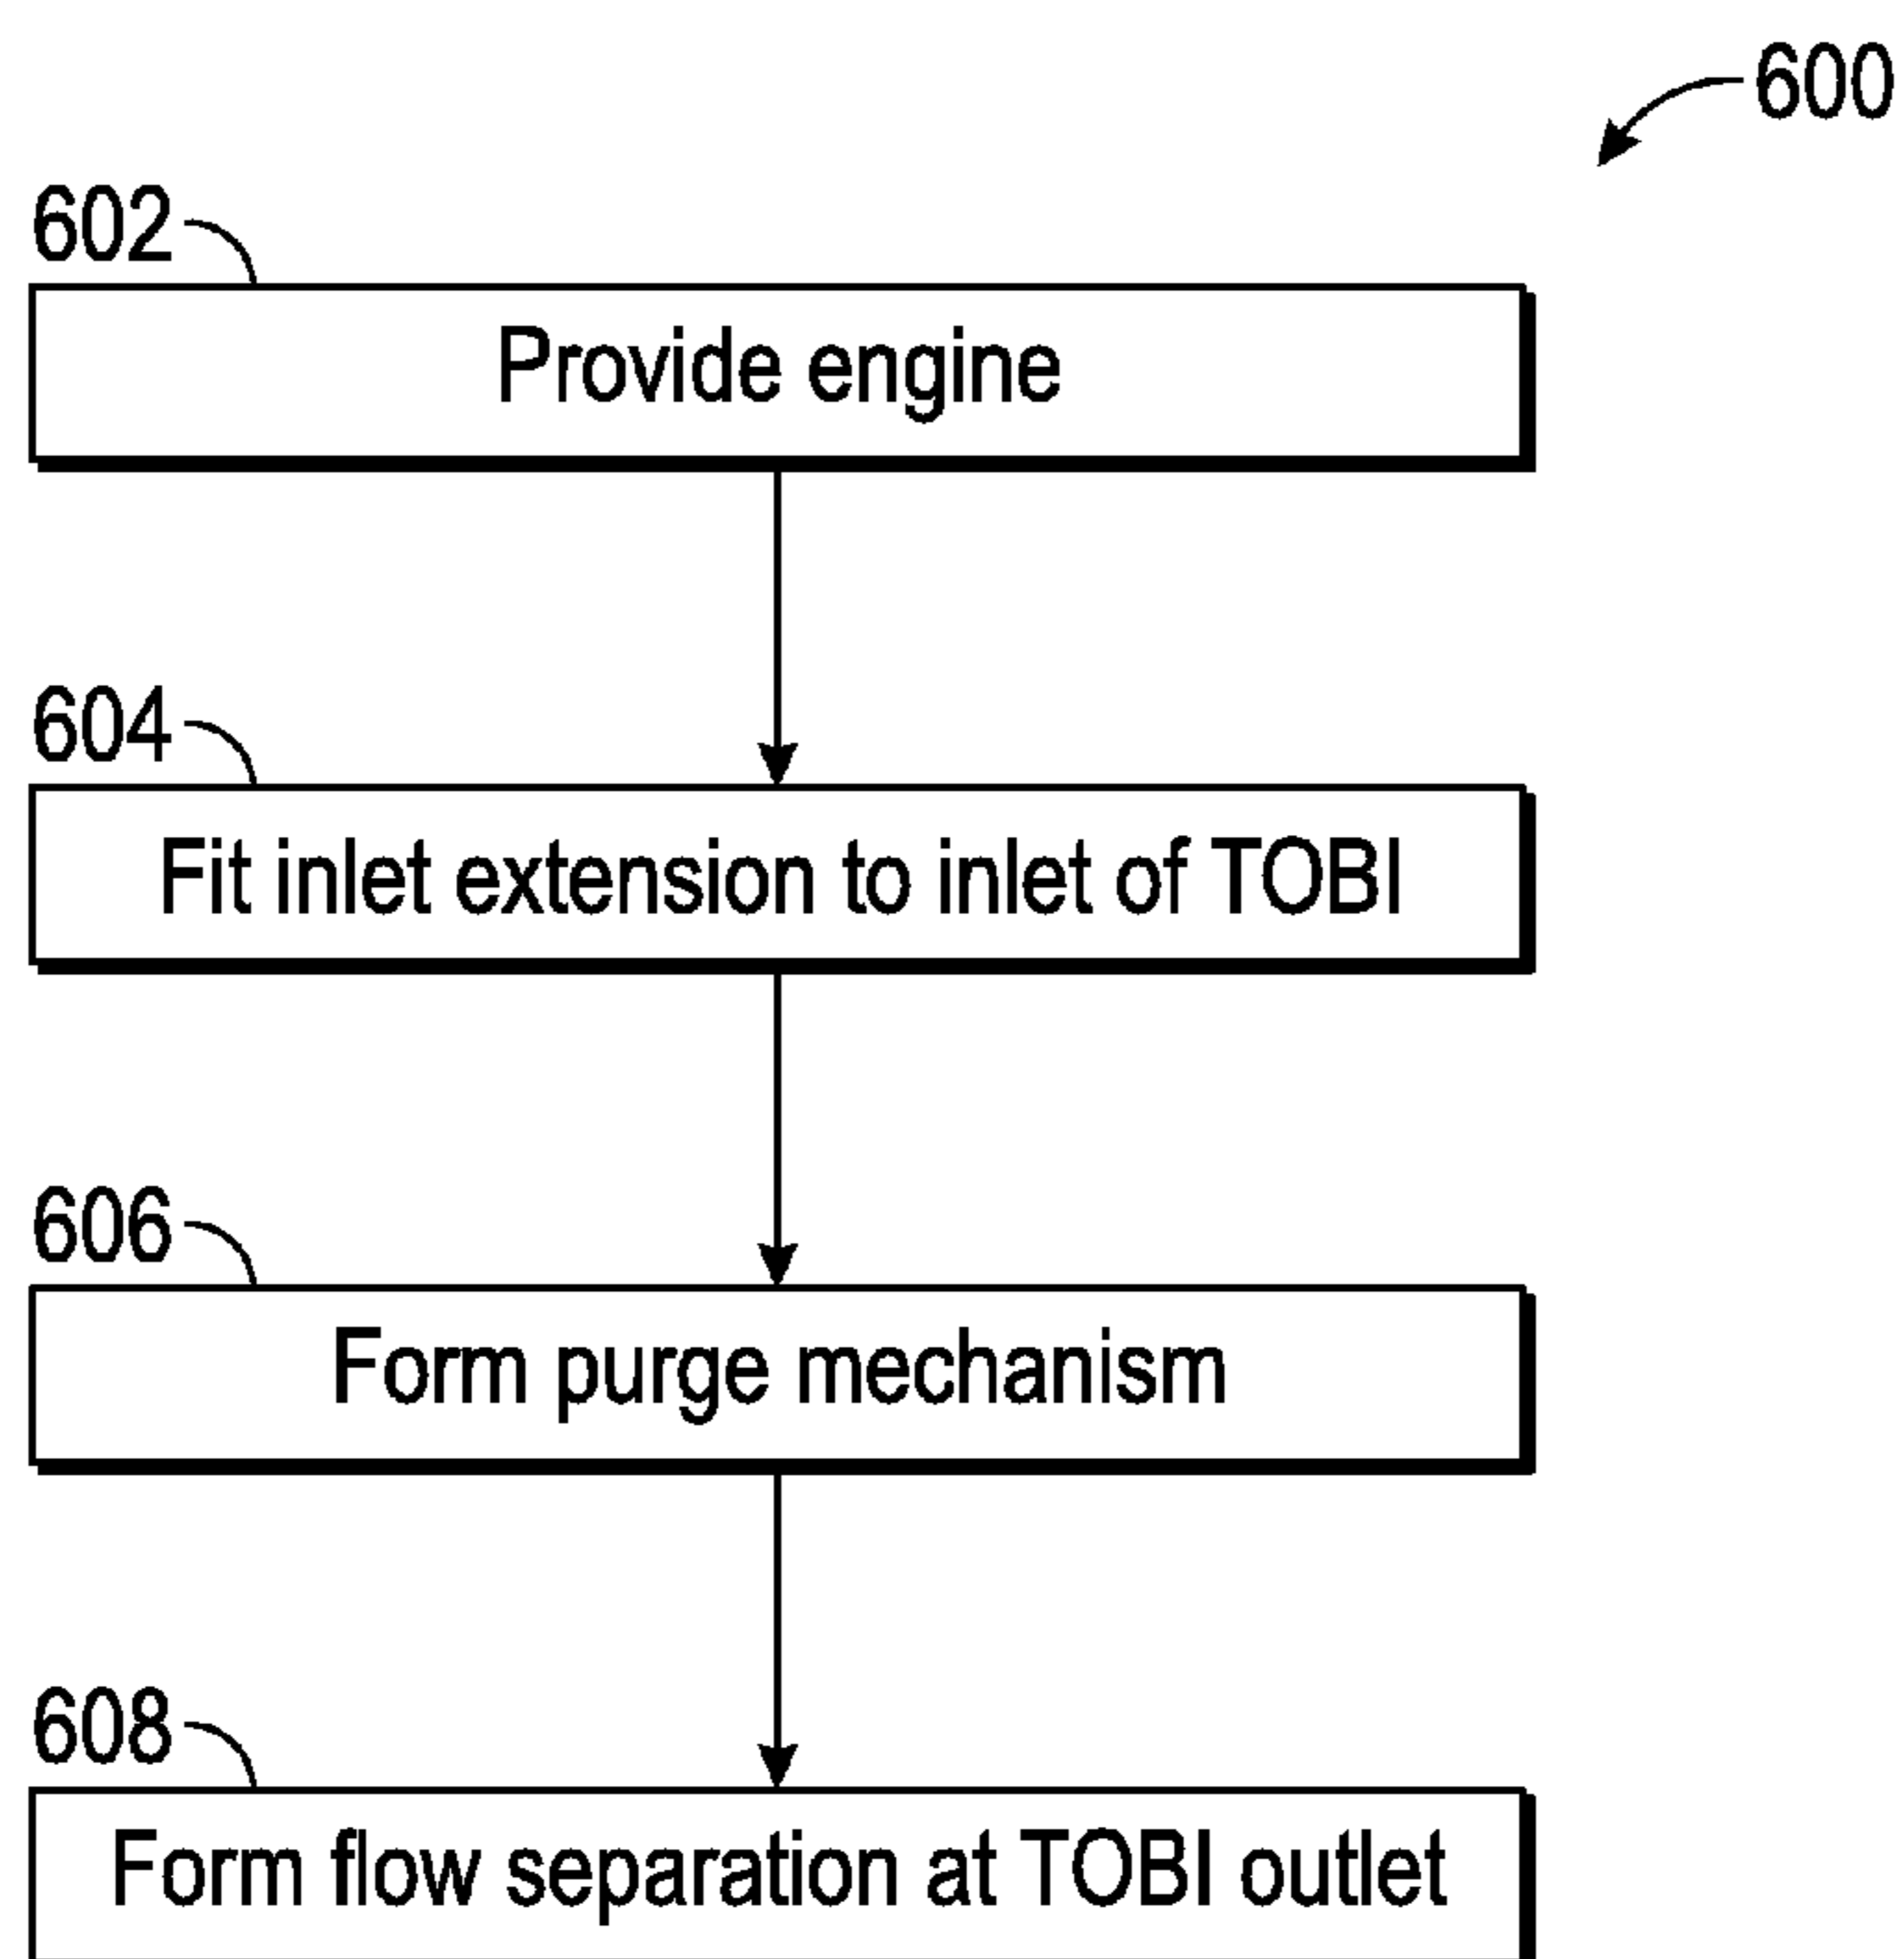 600
602
Provide engine
604
Fit inlet extension to inlet of TOBI
606
Form purge mechanism
608
Form flow separation at TOBI outlet